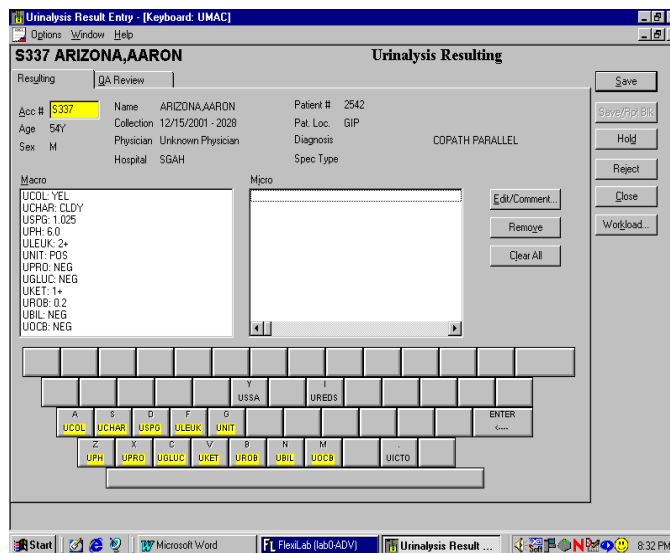 Urinalysis Result Entry - [Keyboard: UMAC]
Options Window Help
S337 ARIZONA,AARON
Urinalysis Resulting
Resulting
QA Review
Acc # S337
Name ARIZONA,AARON
Patient # 2542
Age 54Y
Collection 12/15/2001 - 2028
Pat. Loc. GIP
Sex M
Physician Unknown Physician
Diagnosis COPATH PARALLEL
Hospital SGAH
Spec Type
Macro
UCOL: YEL
UCHAR: CLDY
USPG: 1.025
UPH: 6.0
ULEUK: 2+
UNIT: POS
UPRO: NEG
UGLUC: NEG
UKET: 1+
UROB: 0.2
UBIL: NEG
UOCB: NEG
Micro
Edit/Comment...
Remove
Clear All
Save
Save/Rpt Blk
Hold
Reject
Close
Workload...
Y I
USSA UREDS
A S D F G ENTER
UCOL UCHAR USPG ULEUK UNIT <----
Z X C V B N M .
UPH UPRO UGLUC UKET UROB UBIL UOCB UICTO
Start
Microsoft Word
FL FlexiLab (lab0-ADV)
Urinalysis Result ...
8:32 PM